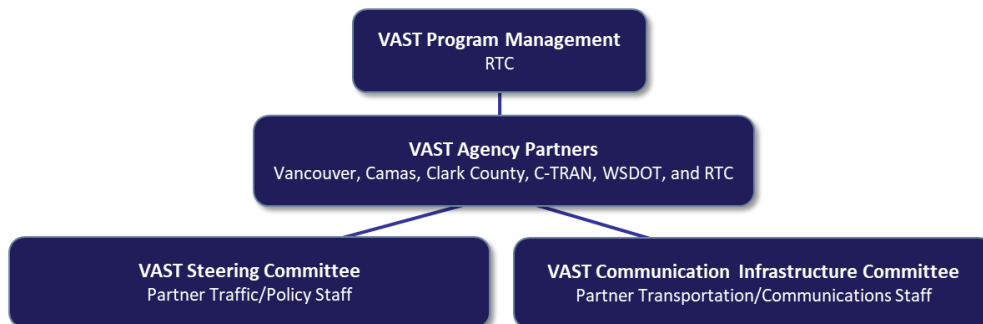 VAST Program Management
RTC
VAST Agency Partners
Vancouver, Camas, Clark County, C-TRAN, WSDOT, and RTC
VAST Steering Committee
Partner Traffic/Policy Staff
VAST Communication Infrastructure Committee
Partner Transportation/Communications Staff